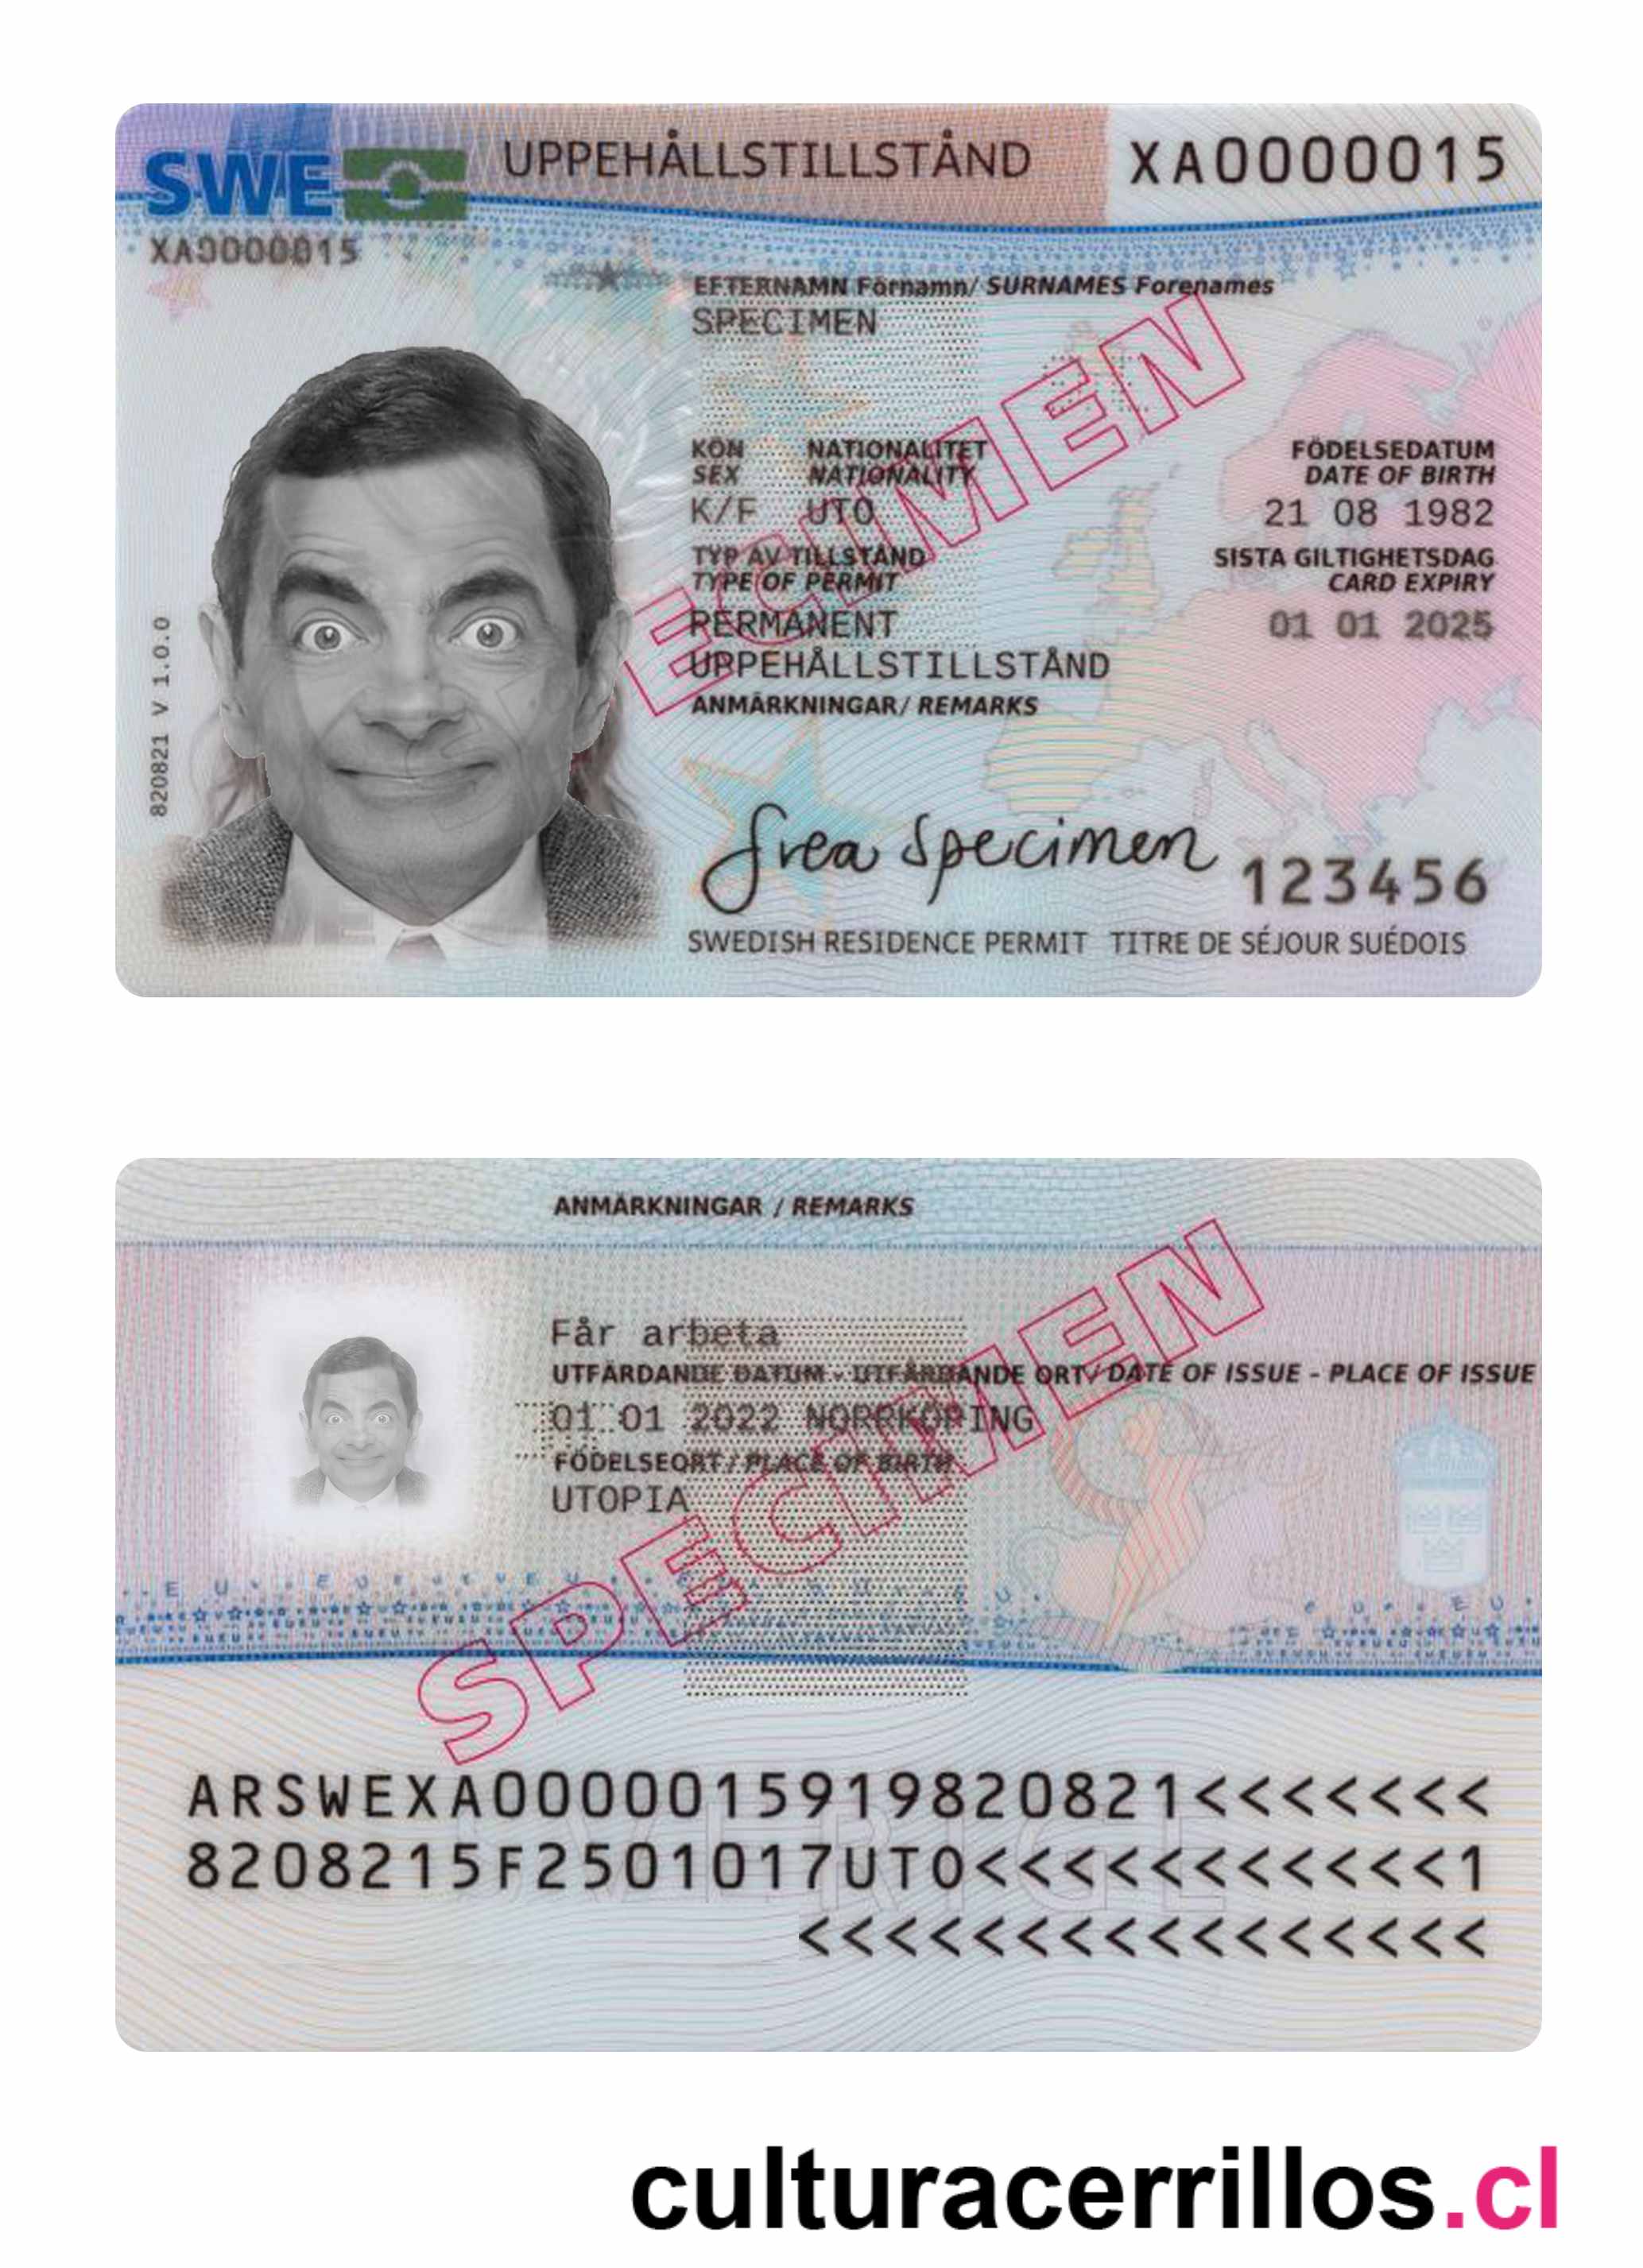 SWE UPPEHÅLLSTILLSTÅND XA0000015
XA0000015
EFTERNAMN Förnamn/ SURNAMES Forenames
SPECIMEN
KÖN NATIONALITET FÖDELSEDATUM
SEX NATIONALITY DATE OF BIRTH
K/F UTO 21 08 1982
TYP AV TILLSTÅND SISTA GILTIGHETSDAG
TYPE OF PERMIT CARD EXPIRY
PERMANENT 01 01 2025
UPPEHÅLLSTILLSTÅND
ANMÄRKNINGAR/ REMARKS
820821 V 1.0.0
ECIMEN
Svea Specimen 123456
SWEDISH RESIDENCE PERMIT TITRE DE SÉJOUR SUÉDOIS
ANMÄRKNINGAR / REMARKS
Får arbeta
UTFÄRDANDE DATUM - UTFÄRDANDE ORT/ DATE OF ISSUE - PLACE OF ISSUE
01 01 2022 NORRKÖPING
FÖDELSEORT / PLACE OF BIRTH
UTOPIA
SPECIMEN
ARSWEXA0000015919820821<<<<<<<
8208215F2501017UTO<<<<<<<<<<<1
<<<<<<<<<<<<<<<<
SVERIGE
culturacerrillos.cl